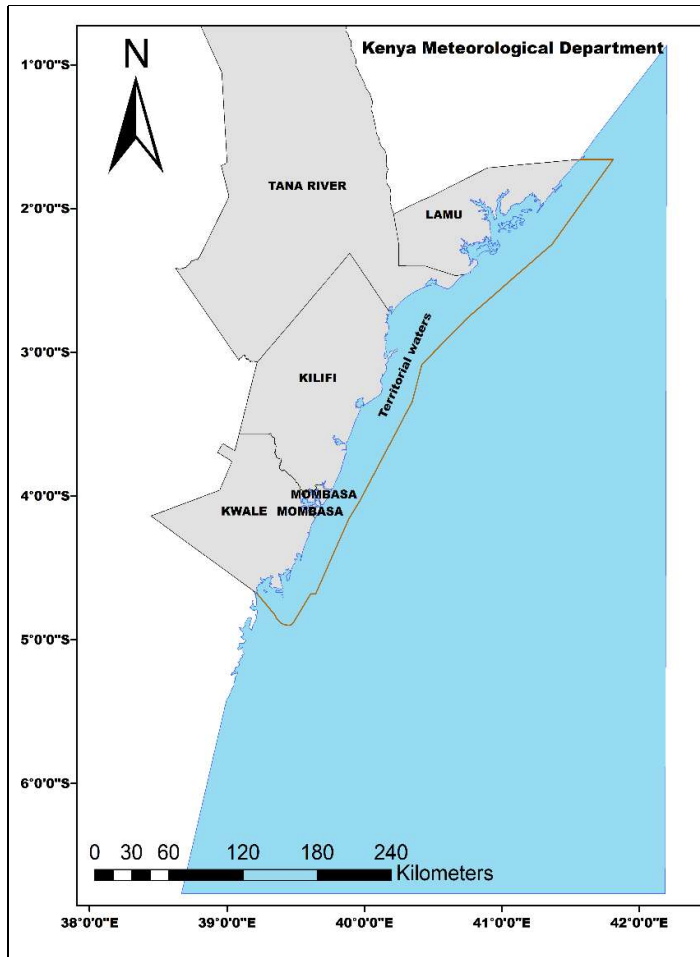 Kenya Meteorological Department
N
1°0'0"S
2°0'0"S
3°0'0"S
4°0'0"S
5°0'0"S
6°0'0"S
TANA RIVER
LAMU
Territorial waters
KILIFI
MOMBASA
KWALE MOMBASA
0 30 60 120 180 240
Kilometers
38°0'0"E 39°0'0"E 40°0'0"E 41°0'0"E 42°0'0"E